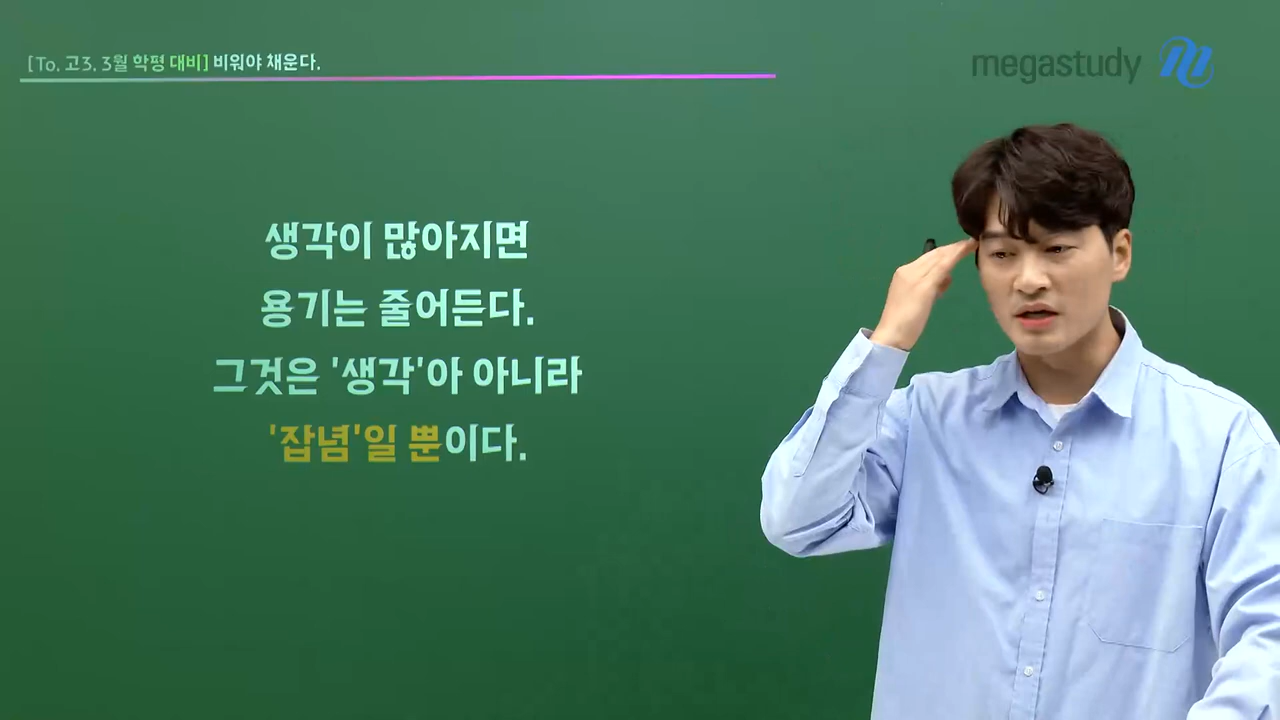 [To. 고3. 3월 학평 대비] 비워야 채운다.
megastudy
생각이 많아지면
용기는 줄어든다.
그것은 '생각'아 아니라
'잡념'일 뿐이다.